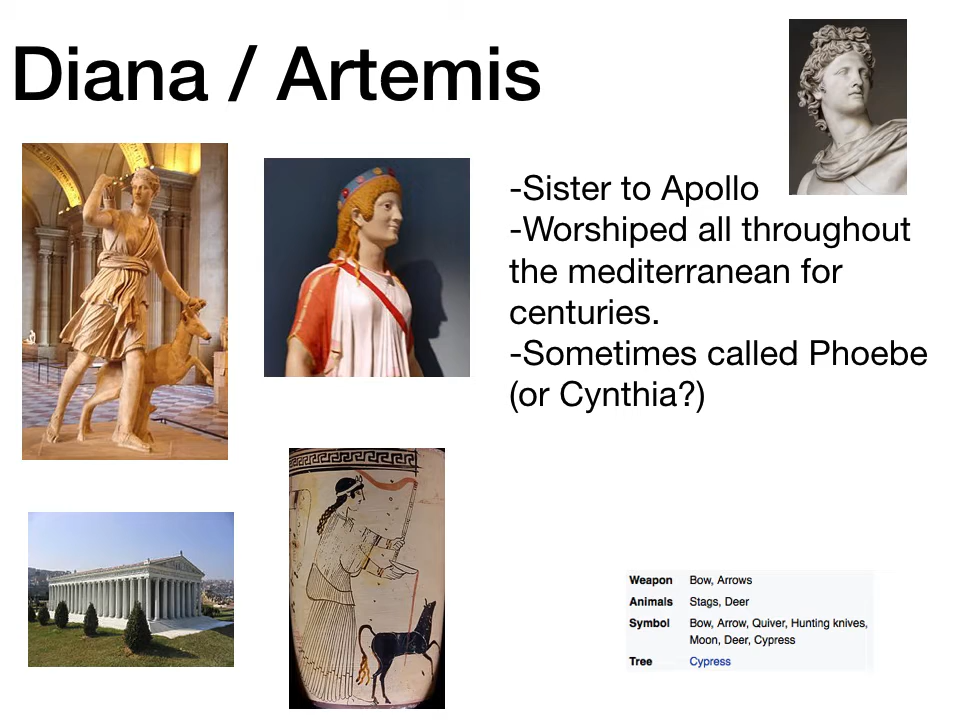 Diana / Artemis
-Sister to Apollo
-Worshiped all throughout
the mediterranean for
centuries.
-Sometimes called Phoebe
(or Cynthia?)
Weapon Bow, Arrows
Animals Stags, Deer
Symbol Bow, Arrow, Quiver, Hunting knives,
Moon, Deer, Cypress
Tree Cypress